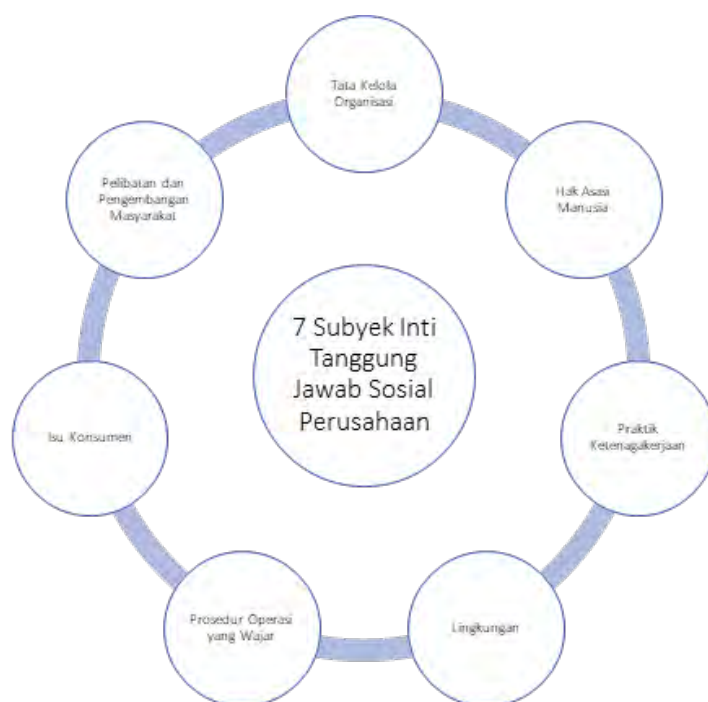 Tata Kelola
Organisasi
Hak Asasi
Manusia
Praktik
Ketenagakerjaan
Lingkungan
Prosedur Operasi
yang Wajar
Isu Konsumen
Pelibatan dan
Pengembangan
Masyarakat
7 Subyek Inti
Tanggung
Jawab Sosial
Perusahaan